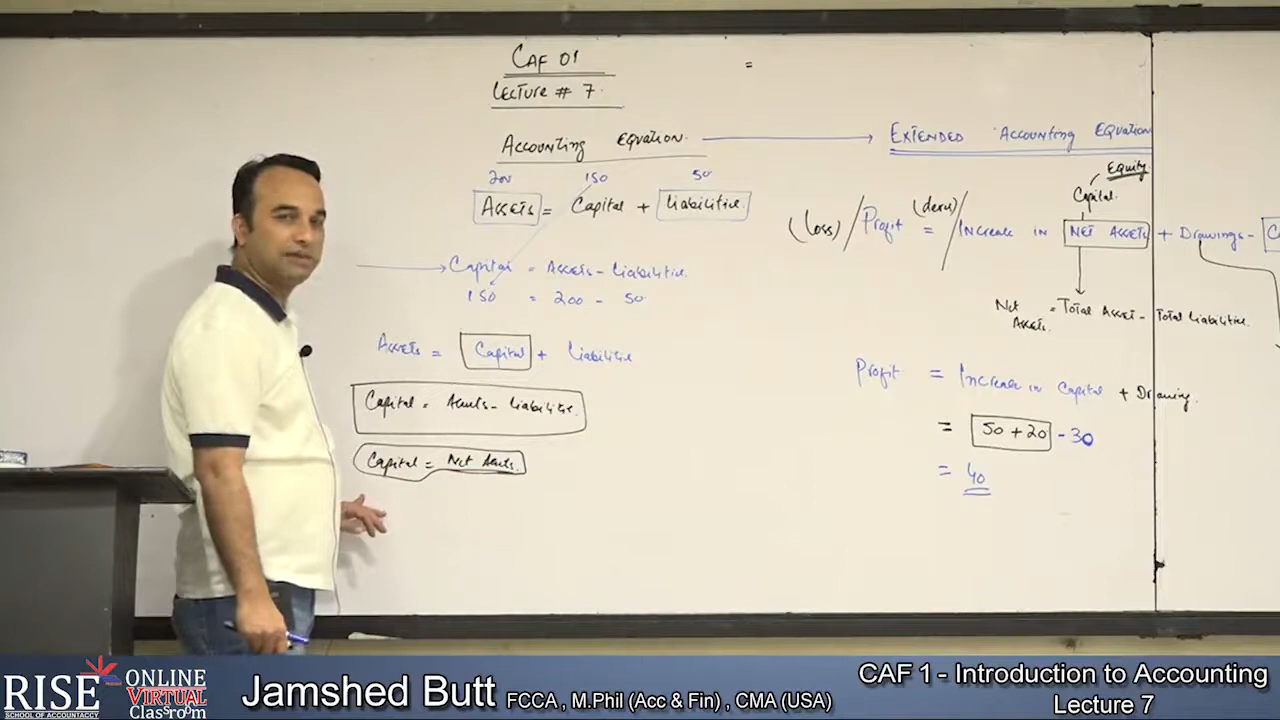 CAF 01
LECTURE # 7.
=
ACCOUNTING EQUATION. → EXTENDED ACCOUNTING EQUATION
200 150 50
ASSETS = Capital + Liabilities.
Equity.
Capital.
(Loss) / Profit = / Increase in NET ASSETS + Drawings -
Capital = Assets - Liabilities.
150 = 200 - 50
Net Assets. = Total Asset - Total Liabilities.
Assets = Capital + Liabilities
Profit = Increase in Capital + Drawing.
Capital = Assets - Liabilities.
= 50 + 20 - 30
Capital = Net Assets.
= 40
RISE
SCHOOL OF ACCOUNTANCY
ONLINE
VIRTUAL
Classroom
Jamshed Butt FCCA , M.Phil (Acc & Fin) , CMA (USA)
CAF 1 - Introduction to Accounting
Lecture 7